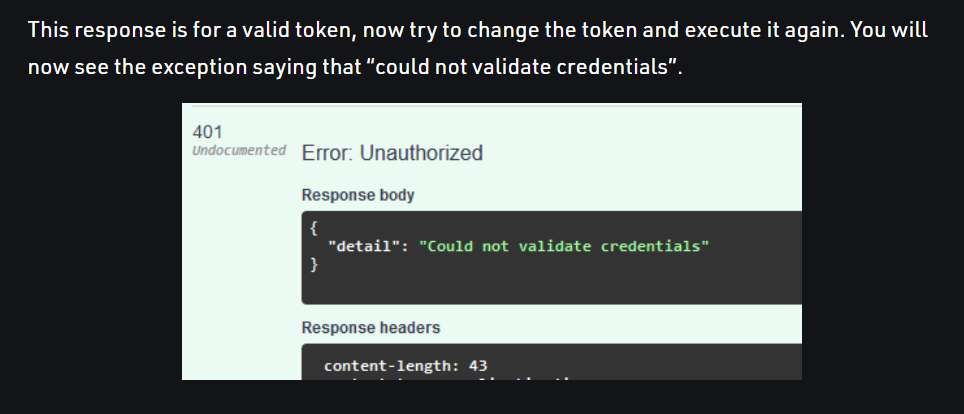 This response is for a valid token, now try to change the token and execute it again. You will
now see the exception saying that “could not validate credentials”.
401
Undocumented
Error: Unauthorized
Response body
{
"detail": "Could not validate credentials"
}
Response headers
content-length: 43